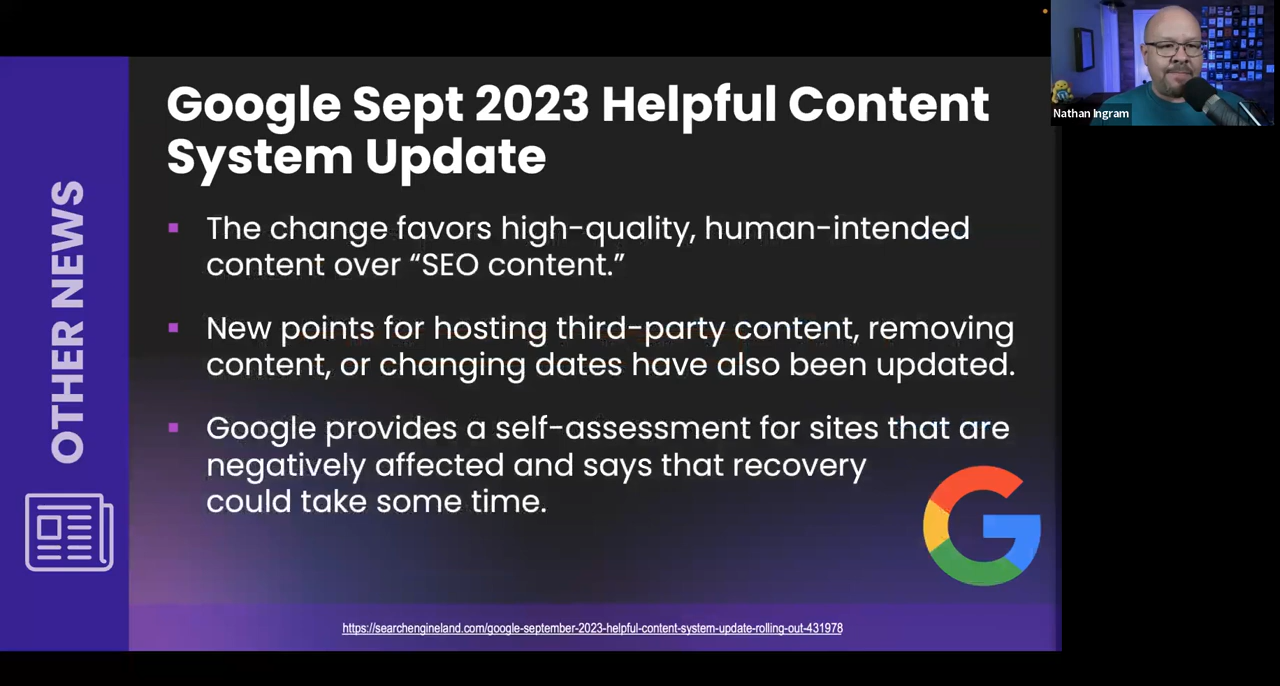 Google Sept 2023 Helpful Content
System Update
The change favors high-quality, human-intended
content over “SEO content.”
New points for hosting third-party content, removing
content, or changing dates have also been updated.
Google provides a self-assessment for sites that are
negatively affected and says that recovery
could take some time.
https://searchengineland.com/google-september-2023-helpful-content-system-update-rolling-out-431978
OTHER NEWS
G
Nathan Ingram